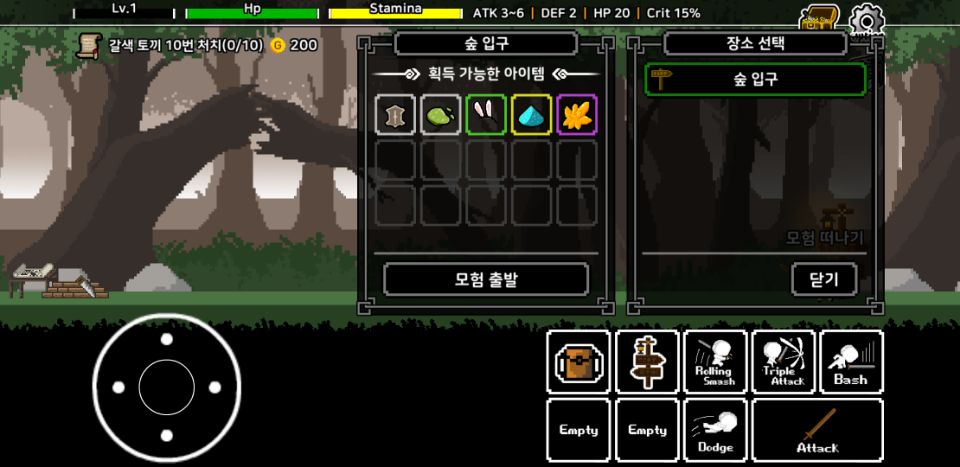 Lv.1 Hp Stamina ATK 3~6 | DEF 2 | HP 20 | Crit 15%
갈색 토끼 10번 처치(0/10) G 200
숲 입구
획득 가능한 아이템
모험 출발
장소 선택
숲 입구
모험 떠나기
닫기
Rolling Smash
Triple Attack
Bash
Empty
Empty
Dodge
Attack